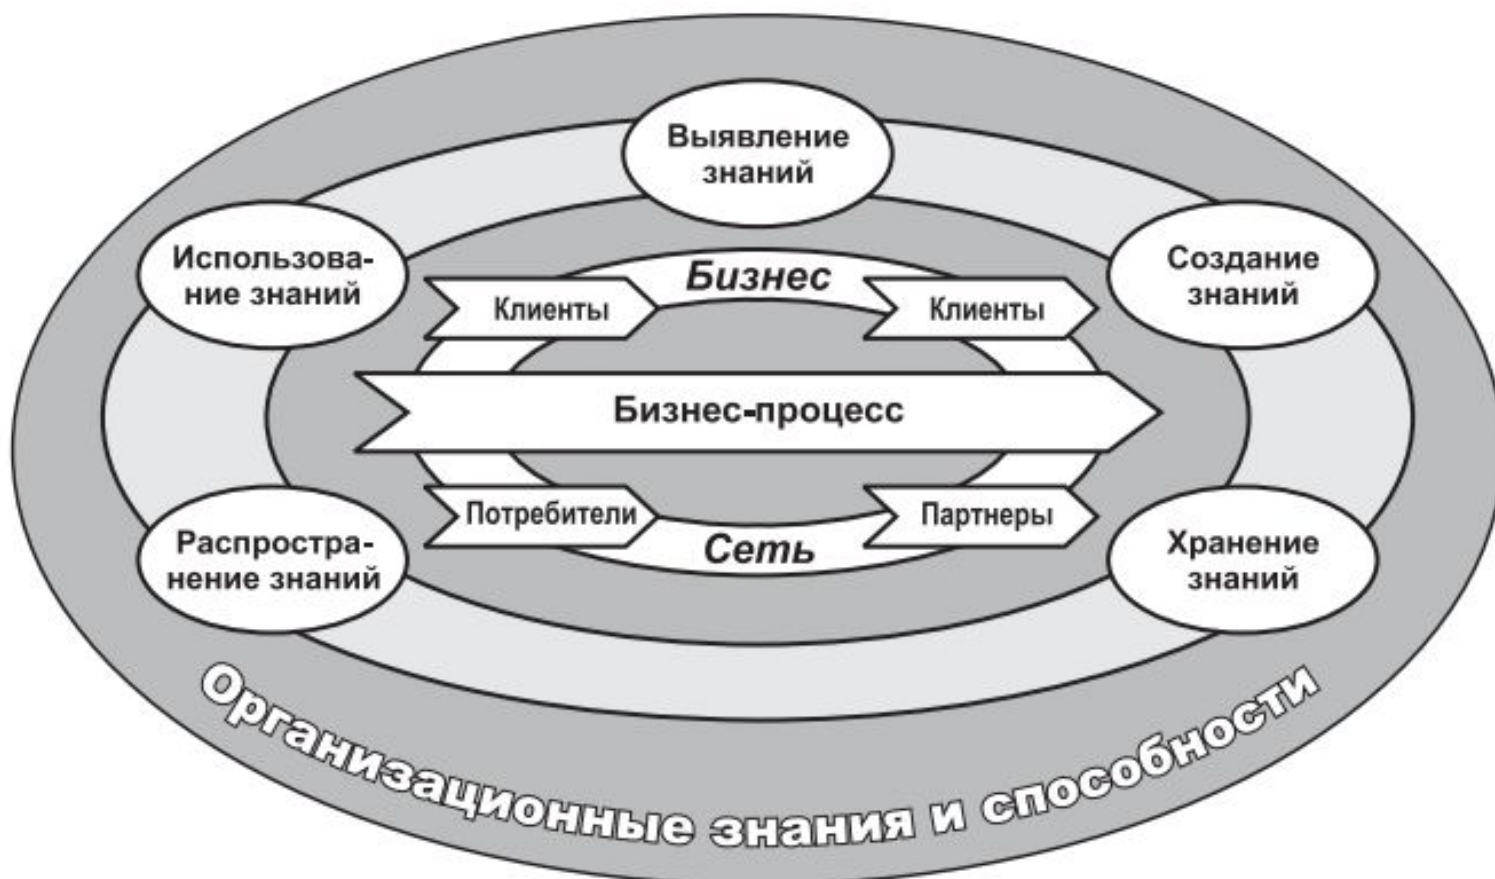 Выявление
знаний
Использова-
ние знаний
Создание
знаний
Бизнес
Клиенты
Клиенты
Бизнес-процесс
Потребители
Партнеры
Сеть
Распростра-
нение знаний
Хранение
знаний
Организационные знания и способности